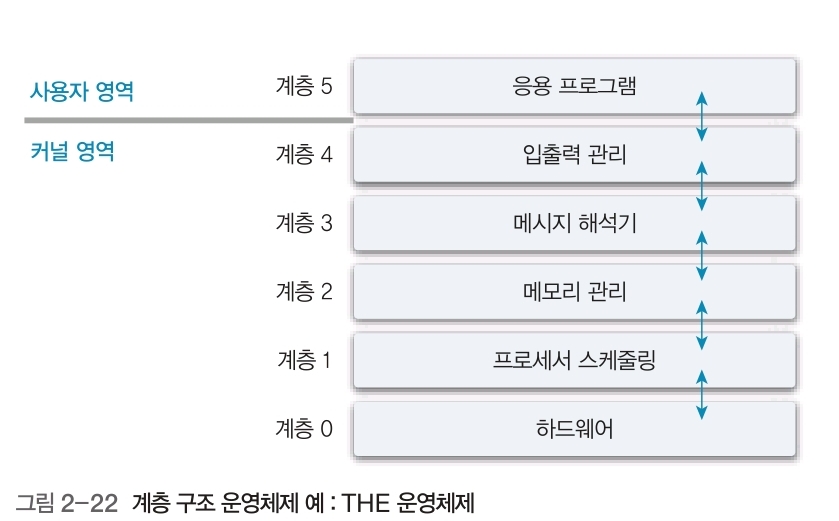 사용자 영역
커널 영역
계층 5 응용 프로그램
계층 4 입출력 관리
계층 3 메시지 해석기
계층 2 메모리 관리
계층 1 프로세서 스케줄링
계층 0 하드웨어
그림 2-22 계층 구조 운영체제 예 : THE 운영체제